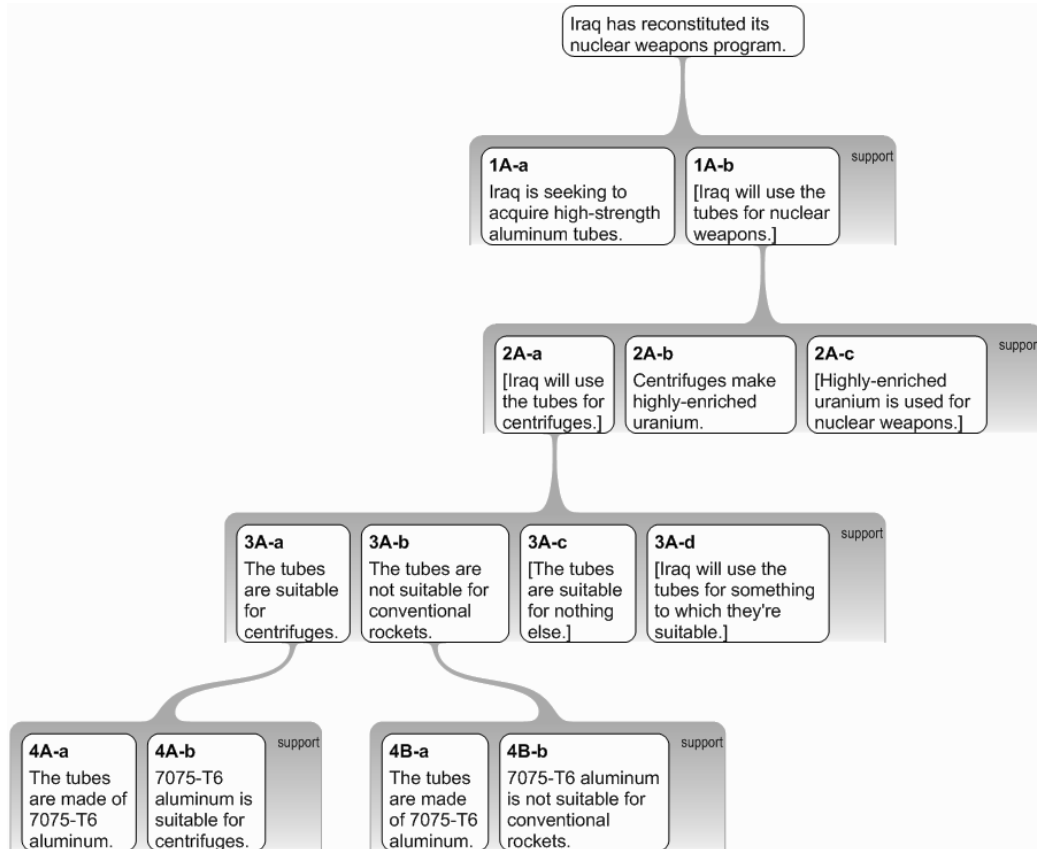 Iraq has reconstituted its
nuclear weapons program.
support
1A-a
Iraq is seeking to
acquire high-strength
aluminum tubes.
1A-b
[Iraq will use the
tubes for nuclear
weapons.]
support
2A-a
[Iraq will use
the tubes for
centrifuges.]
2A-b
Centrifuges make
highly-enriched
uranium.
2A-c
[Highly-enriched
uranium is used for
nuclear weapons.]
support
3A-a
The tubes
are suitable
for
centrifuges.
3A-b
The tubes are
not suitable for
conventional
rockets.
3A-c
[The tubes
are suitable
for nothing
else.]
3A-d
[Iraq will use the
tubes for something
to which they're
suitable.]
support
4A-a
The tubes
are made of
7075-T6
aluminum.
4A-b
7075-T6
aluminum is
suitable for
centrifuges.
support
4B-a
The tubes
are made
of 7075-T6
aluminum.
4B-b
7075-T6 aluminum
is not suitable for
conventional
rockets.
support